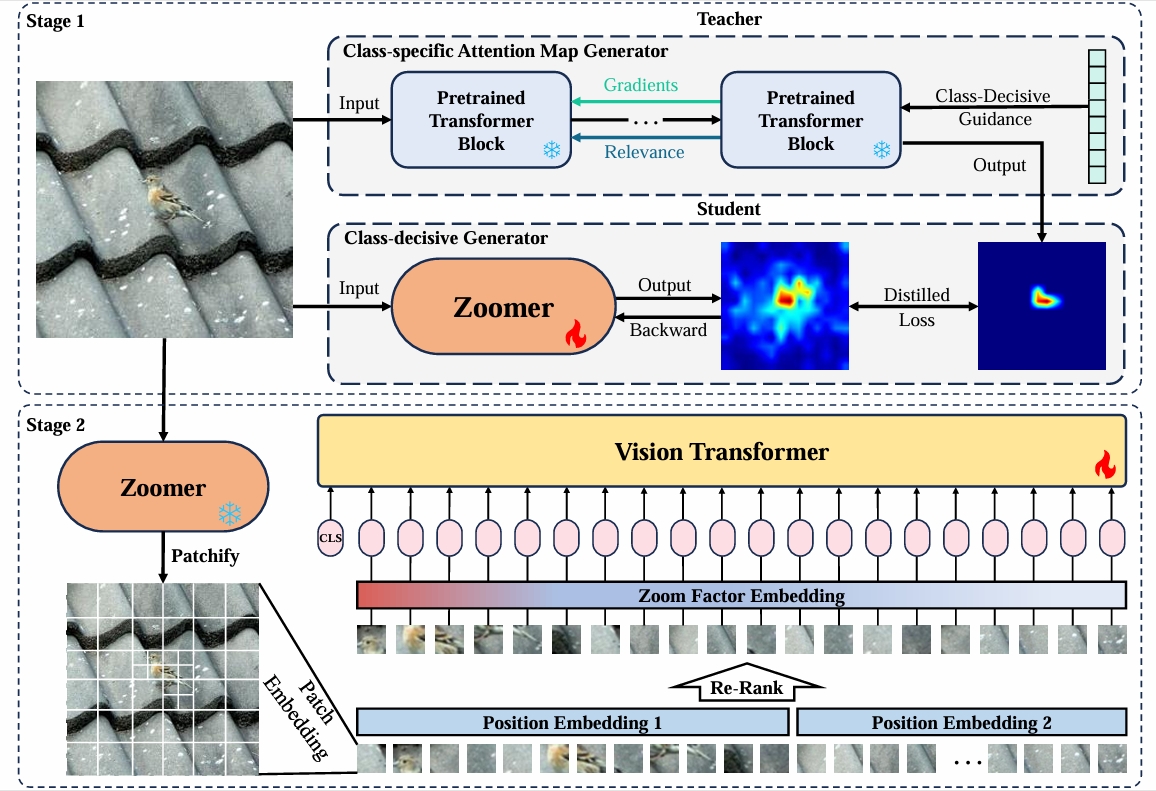 Stage 1
Teacher
Class-specific Attention Map Generator
Input
Pretrained
Transformer
Block
Gradients
...
Relevance
Pretrained
Transformer
Block
Class-Decisive
Guidance
Output
Student
Class-decisive Generator
Input
Zoomer
Output
Backward
Distilled
Loss
Stage 2
Zoomer
Patchify
Vision Transformer
CLS
Zoom Factor Embedding
Re-Rank
Patch
Embedding
Position Embedding 1
Position Embedding 2
...